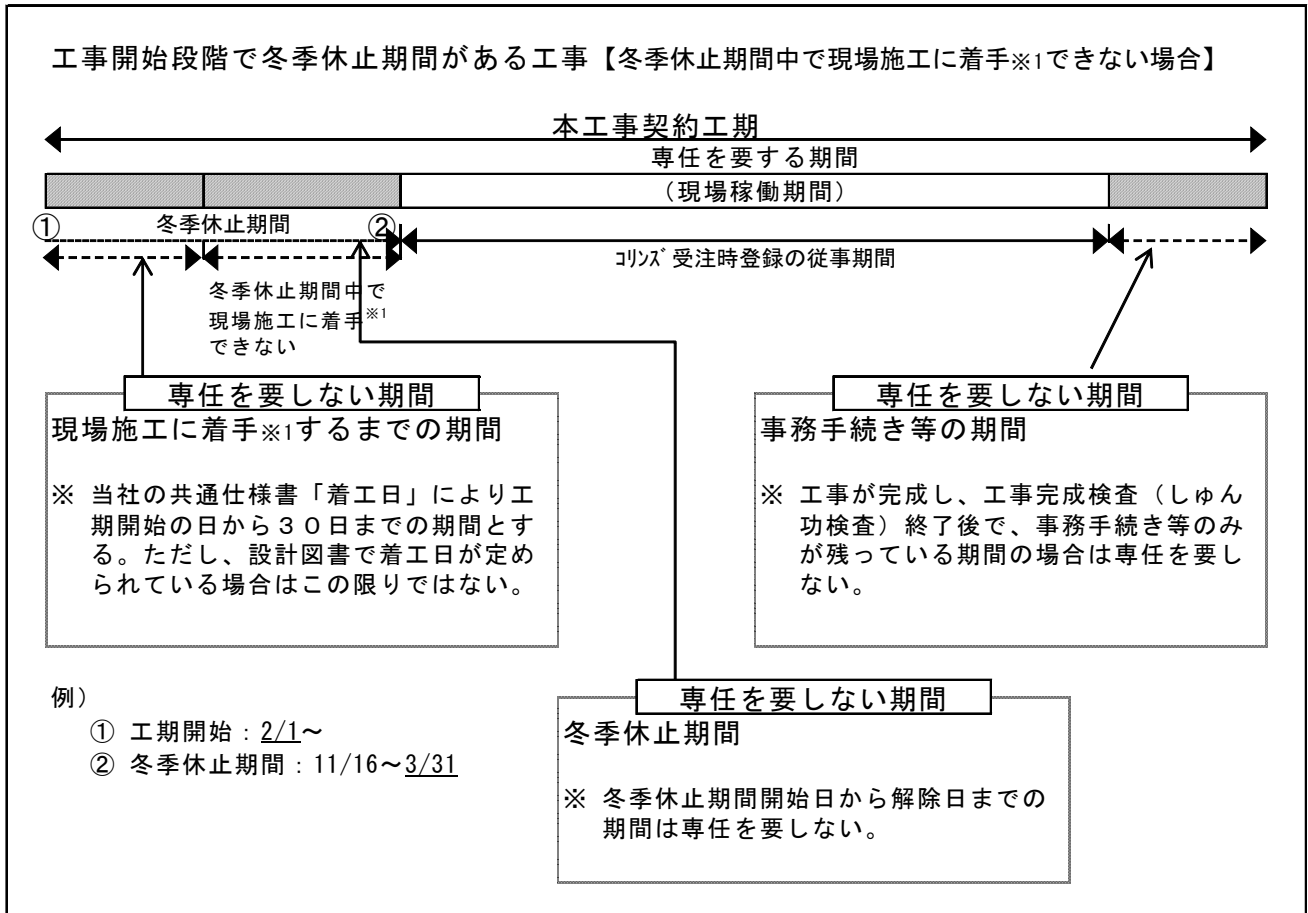 工事開始段階で冬季休止期間がある工事【冬季休止期間中で現場施工に着手※1できない場合】
本工事契約工期
専任を要する期間
(現場稼働期間)
① 冬季休止期間 ②
コリンズ受注時登録の従事期間
冬季休止期間中で
現場施工に着手※1
できない
専任を要しない期間
現場施工に着手※1するまでの期間
※ 当社の共通仕様書「着工日」により工
期開始の日から30日までの期間とす
る。ただし、設計図書で着工日が定め
られている場合はこの限りではない。
専任を要しない期間
事務手続き等の期間
※ 工事が完成し、工事完成検査(しゅん
功検査)終了後で、事務手続き等のみ
が残っている期間の場合は専任を要し
ない。
例)
① 工期開始:2/1~
② 冬季休止期間:11/16~3/31
専任を要しない期間
冬季休止期間
※ 冬季休止期間開始日から解除日までの
期間は専任を要しない。